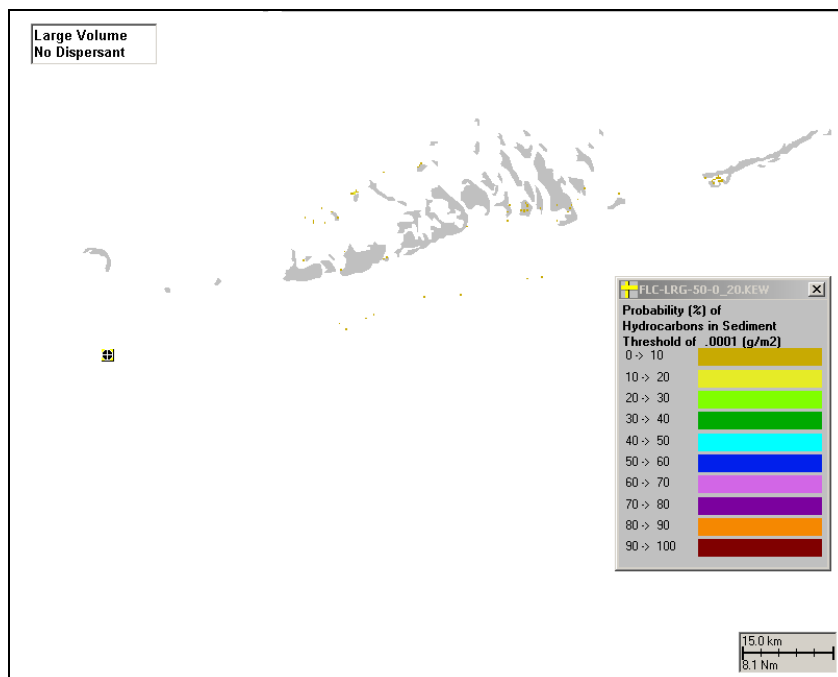 Large Volume
No Dispersant
FLC-LRG-50-0_20.KEW
Probability (%) of
Hydrocarbons in Sediment
Threshold of .0001 (g/m2)
0 -> 10
10 -> 20
20 -> 30
30 -> 40
40 -> 50
50 -> 60
60 -> 70
70 -> 80
80 -> 90
90 -> 100
15.0 km
8.1 Nm